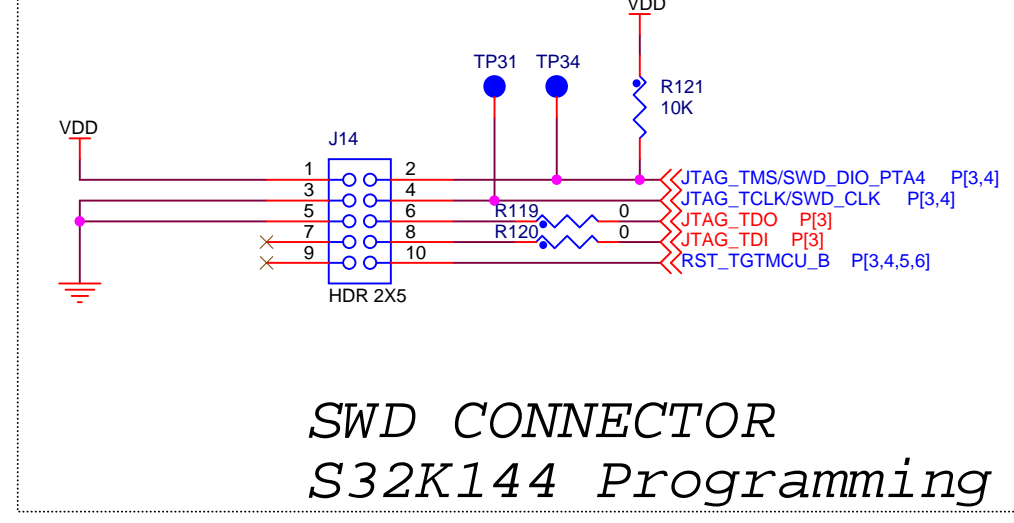 VDD
TP31 TP34
R121
10K
VDD
J14
1 2 JTAG_TMS/SWD_DIO_PTA4 P[3,4]
3 4 JTAG_TCLK/SWD_CLK P[3,4]
5 6 R119 0 JTAG_TDO P[3]
7 8 R120 0 JTAG_TDI P[3]
9 10 RST_TGTMCU_B P[3,4,5,6]
HDR 2X5
SWD CONNECTOR
S32K144 Programming